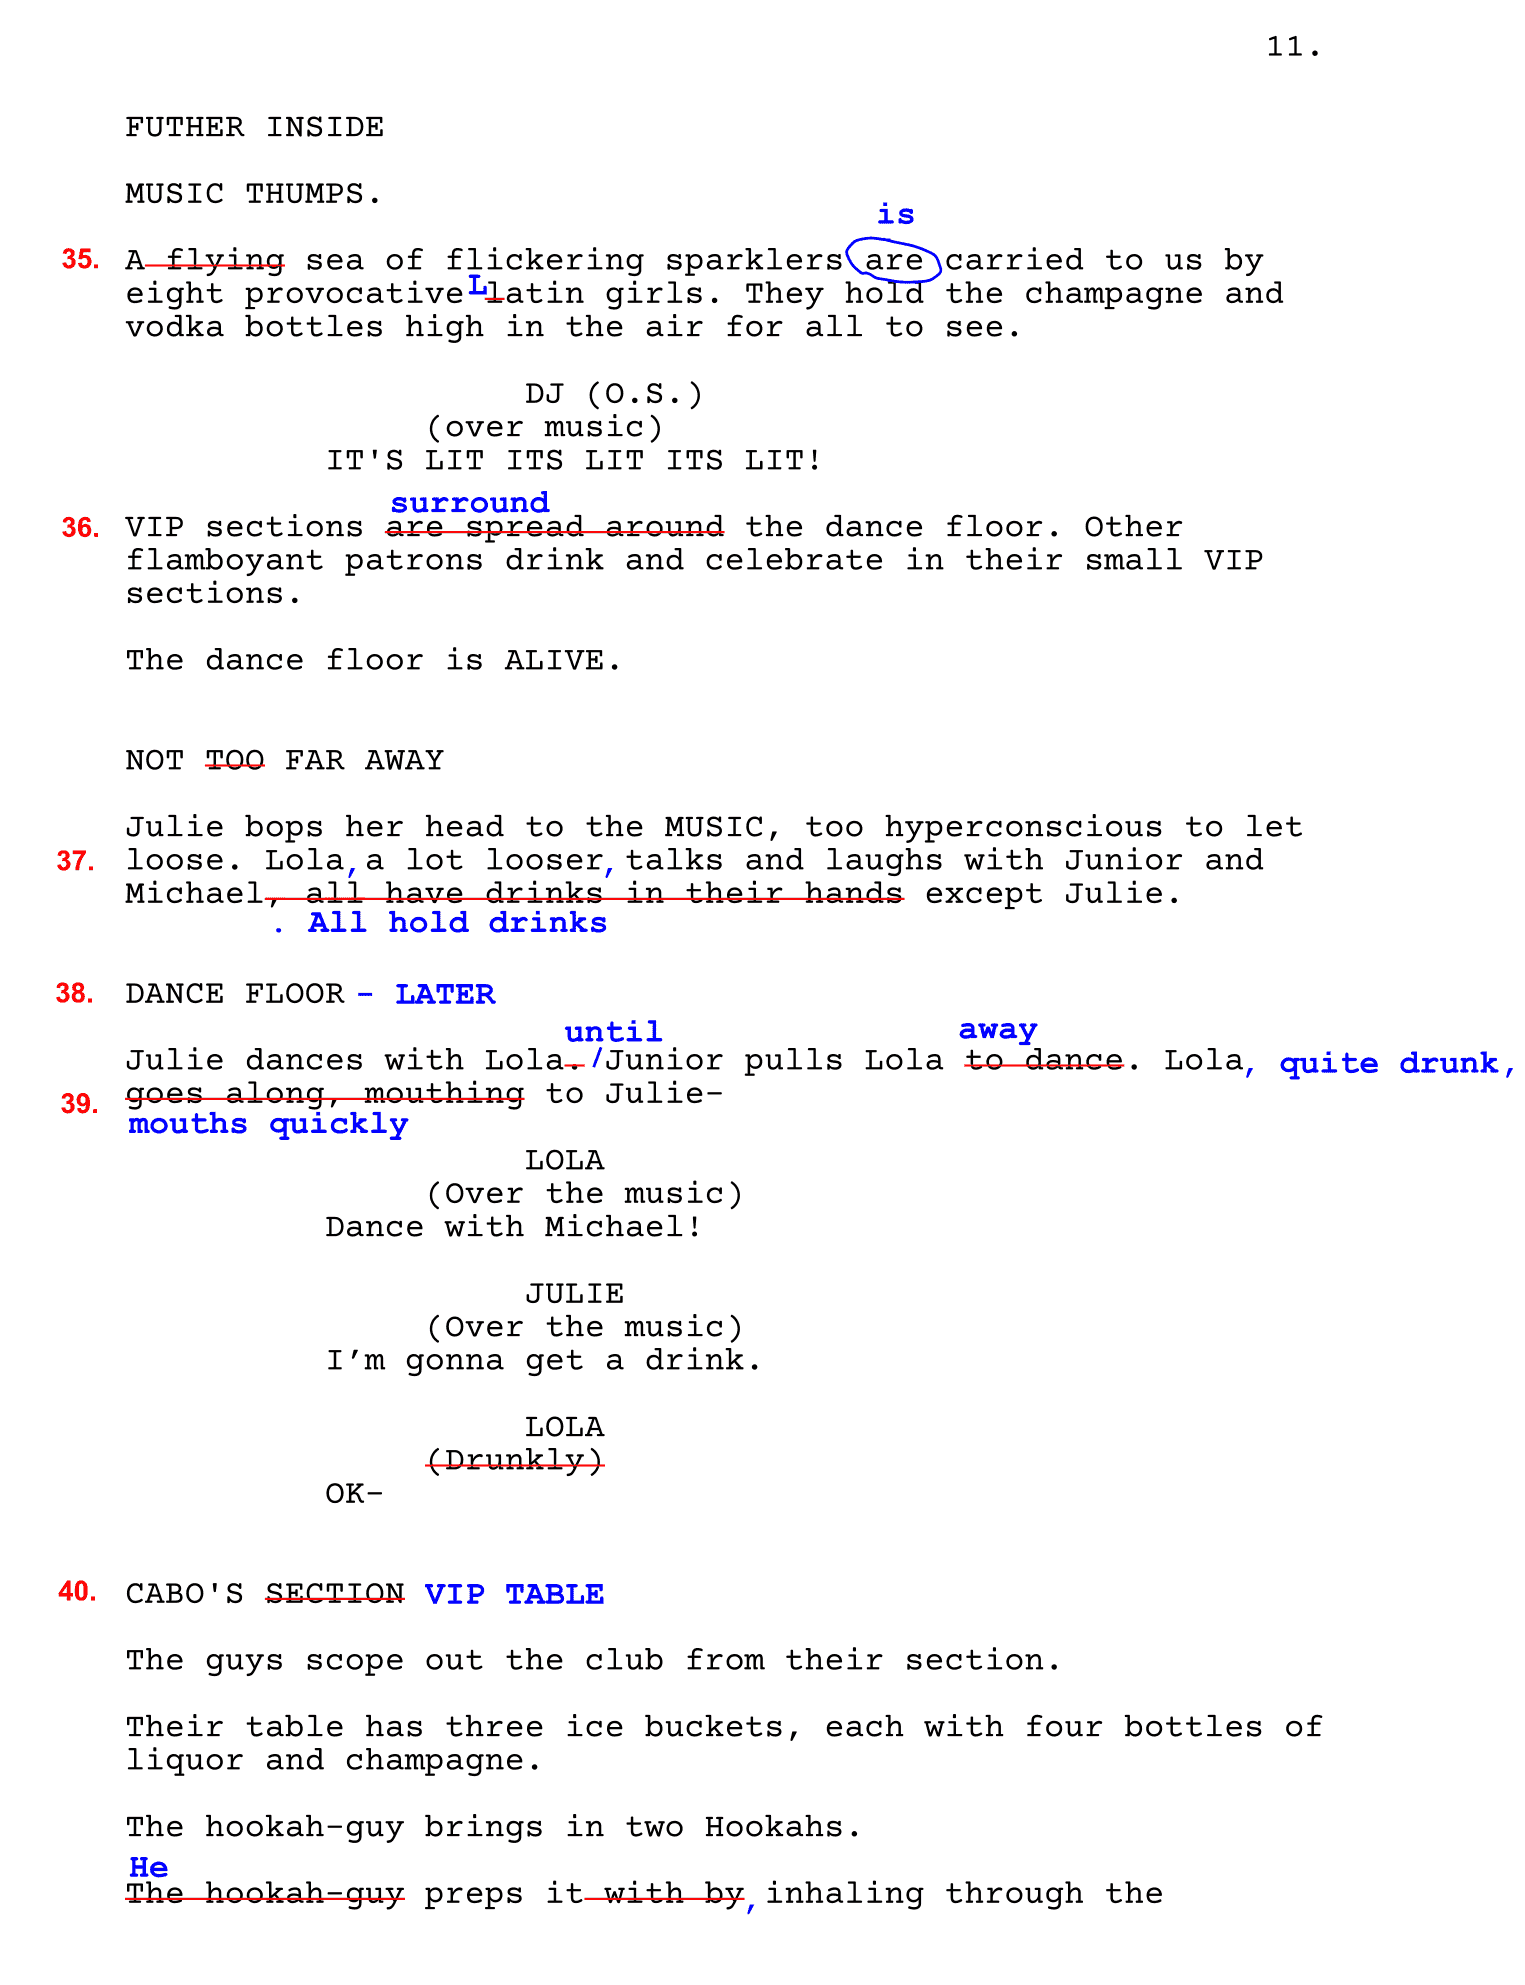 11.
FUTHER INSIDE
MUSIC THUMPS.
is
35. A flying sea of flickering sparklers are carried to us by
eight provocative L latin girls. They hold the champagne and
vodka bottles high in the air for all to see.
DJ (O.S.)
(over music)
IT'S LIT ITS LIT ITS LIT!
surround
36. VIP sections are spread around the dance floor. Other
flamboyant patrons drink and celebrate in their small VIP
sections.
The dance floor is ALIVE.
NOT TOO FAR AWAY
Julie bops her head to the MUSIC, too hyperconscious to let
37. loose. Lola, a lot looser, talks and laughs with Junior and
Michael, all have drinks in their hands except Julie.
. All hold drinks
38. DANCE FLOOR - LATER
until away
Julie dances with Lola. /Junior pulls Lola to dance. Lola, quite drunk,
39. goes along, mouthing to Julie-
mouths quickly
LOLA
(Over the music)
Dance with Michael!
JULIE
(Over the music)
I’m gonna get a drink.
LOLA
(Drunkly)
OK-
40. CABO'S SECTION VIP TABLE
The guys scope out the club from their section.
Their table has three ice buckets, each with four bottles of
liquor and champagne.
The hookah-guy brings in two Hookahs.
He
The hookah-guy preps it with by, inhaling through the